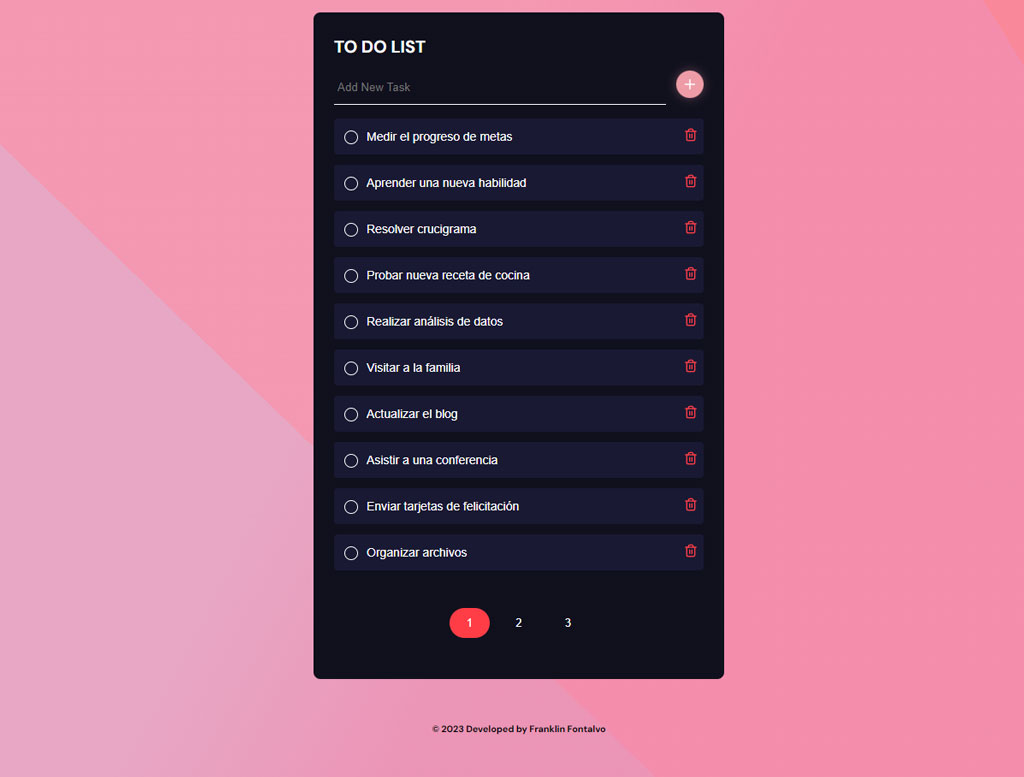 TO DO LIST
Add New Task
Medir el progreso de metas
Aprender una nueva habilidad
Resolver crucigrama
Probar nueva receta de cocina
Realizar análisis de datos
Visitar a la familia
Actualizar el blog
Asistir a una conferencia
Enviar tarjetas de felicitación
Organizar archivos
1 2 3
© 2023 Developed by Franklin Fontalvo